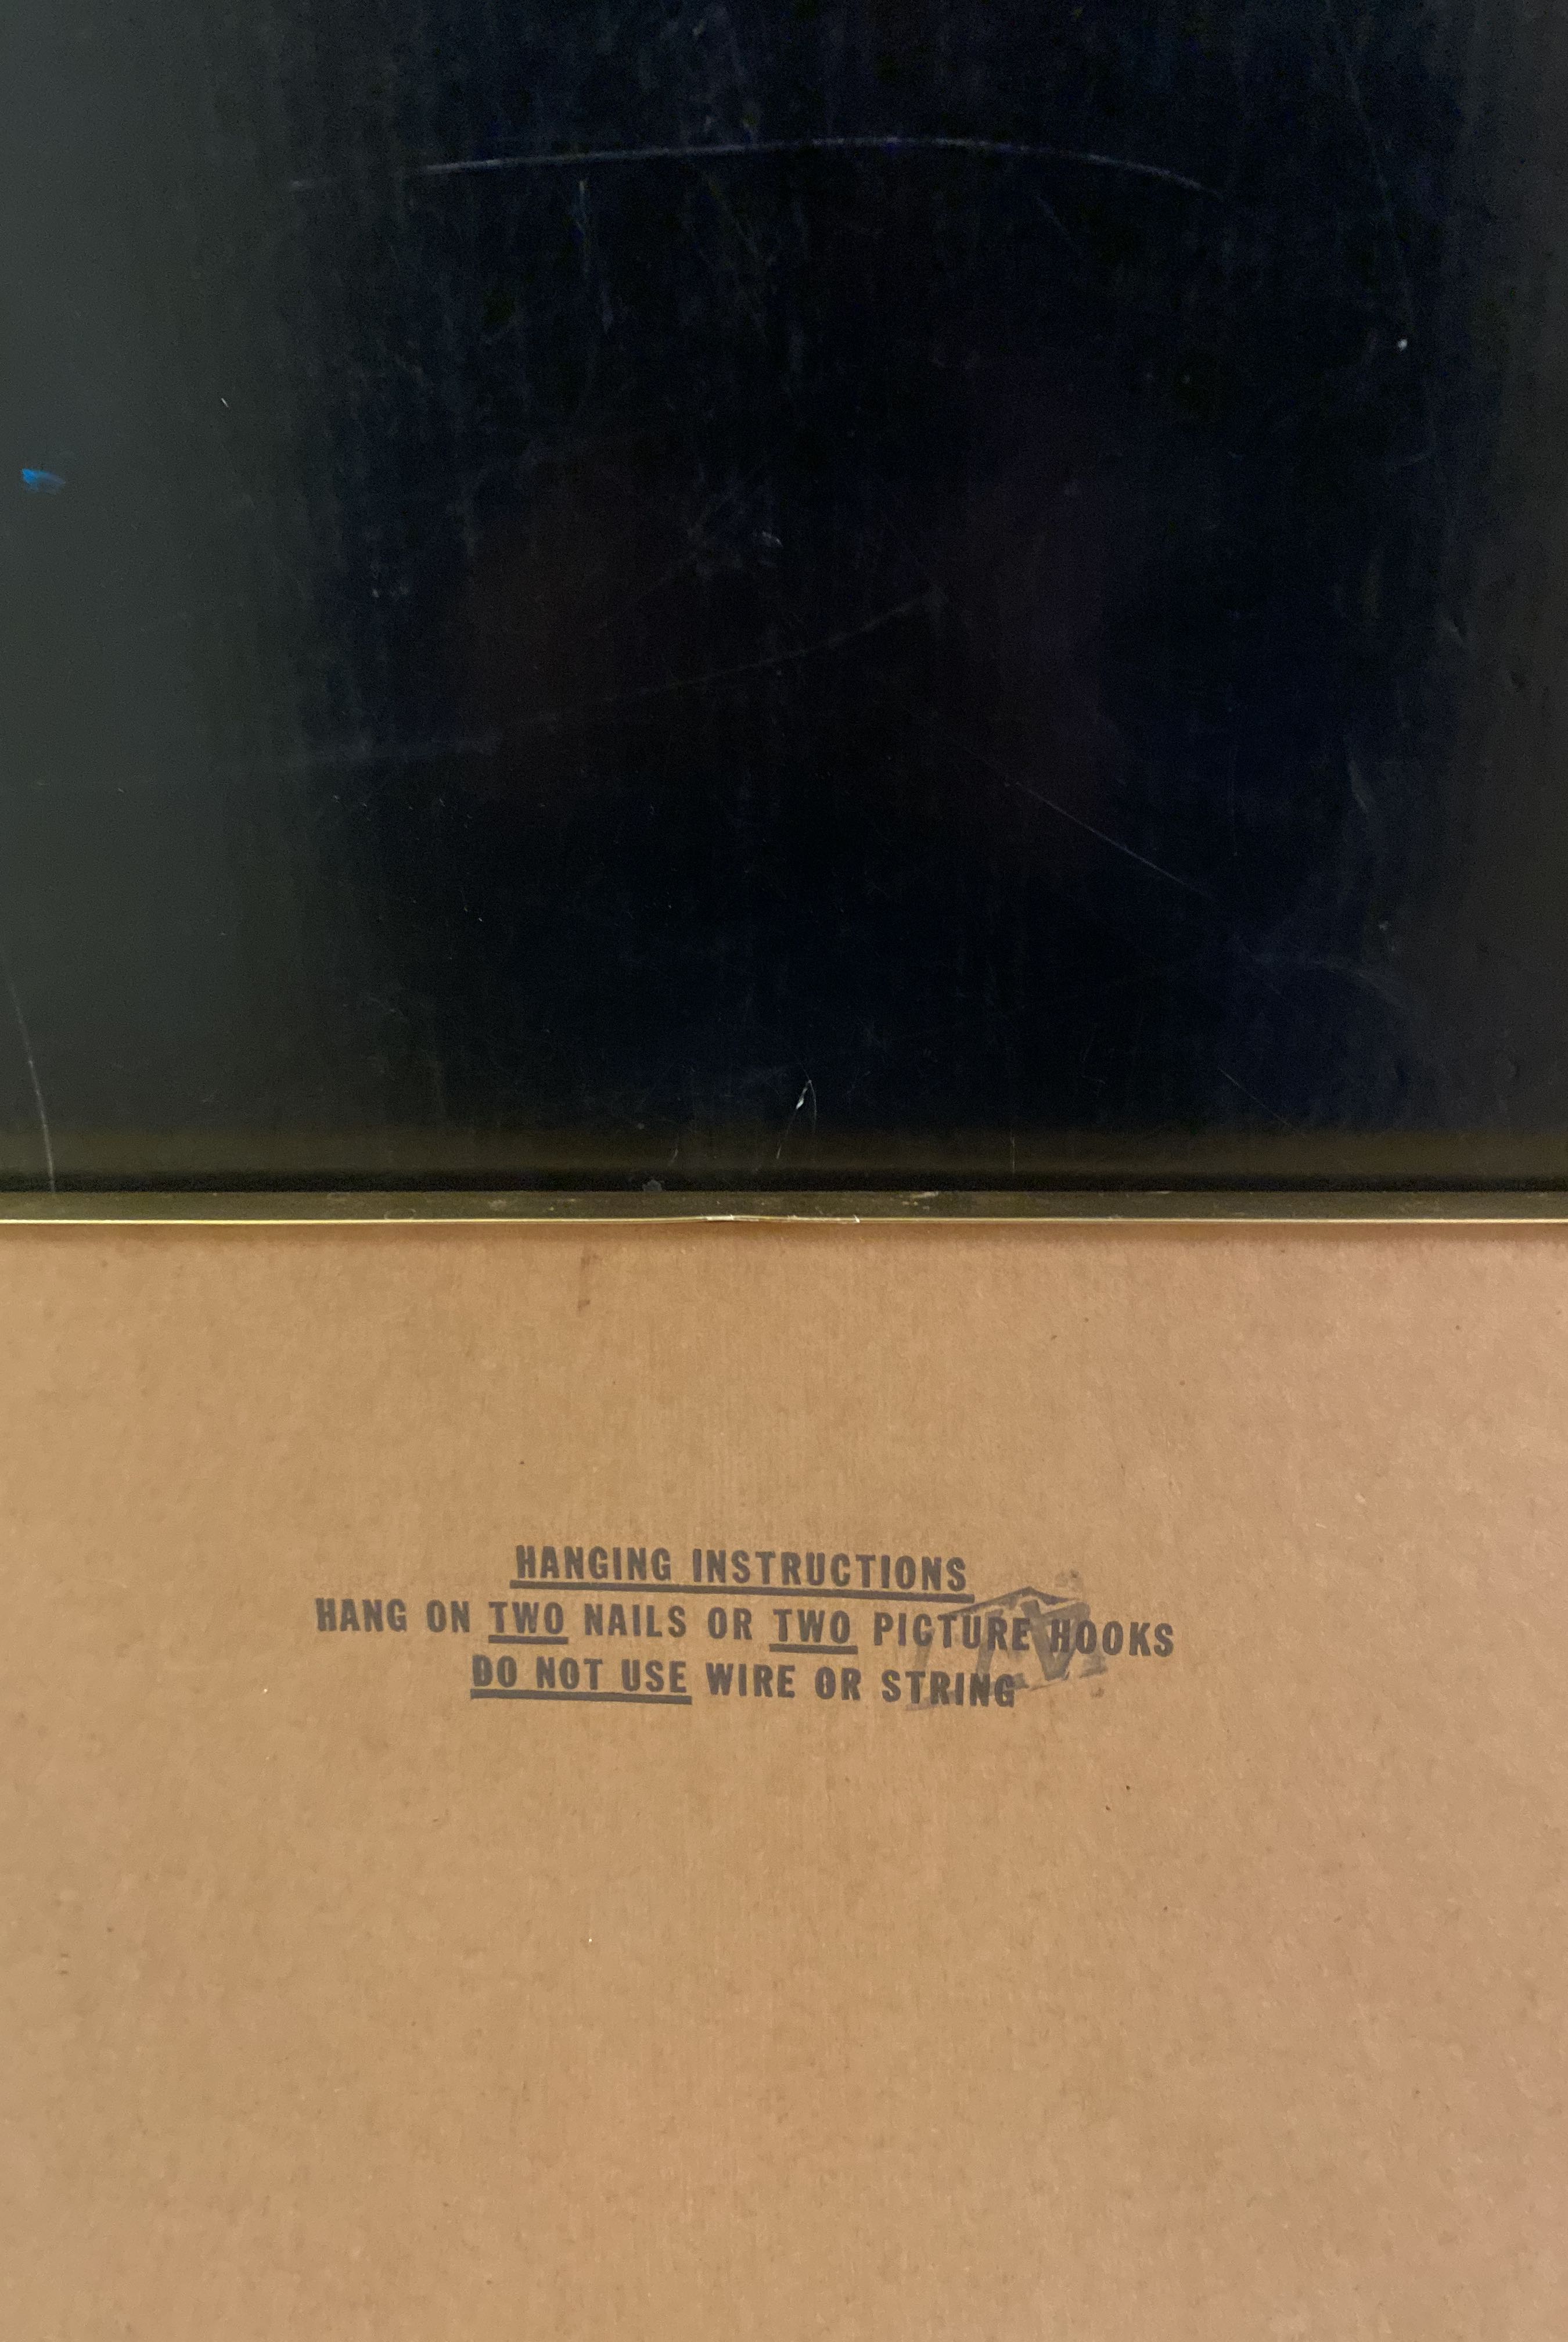 HANGING INSTRUCTIONS
HANG ON TWO NAILS OR TWO PICTURE HOOKS
DO NOT USE WIRE OR STRING